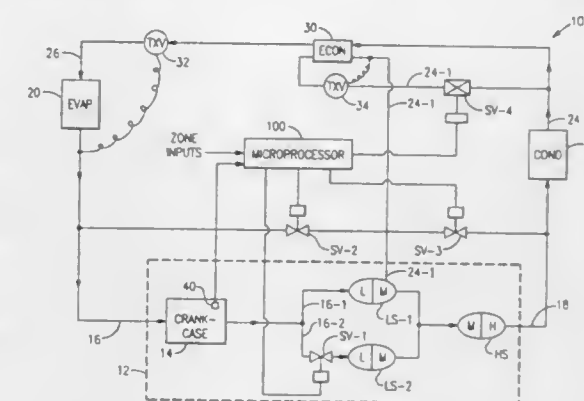 10
30
26
TXV
ECON
32
20
EVAP
TXV
24-1
34
24-1
SV-4
24
100
ZONE
INPUTS
MICROPROCESSOR
COND
SV-2
SV-3
40
24-1
16
CRANK-
CASE
16-1
L M
LS-1
18
14
16-2
SV-1
M H
HS
12
L M
LS-2